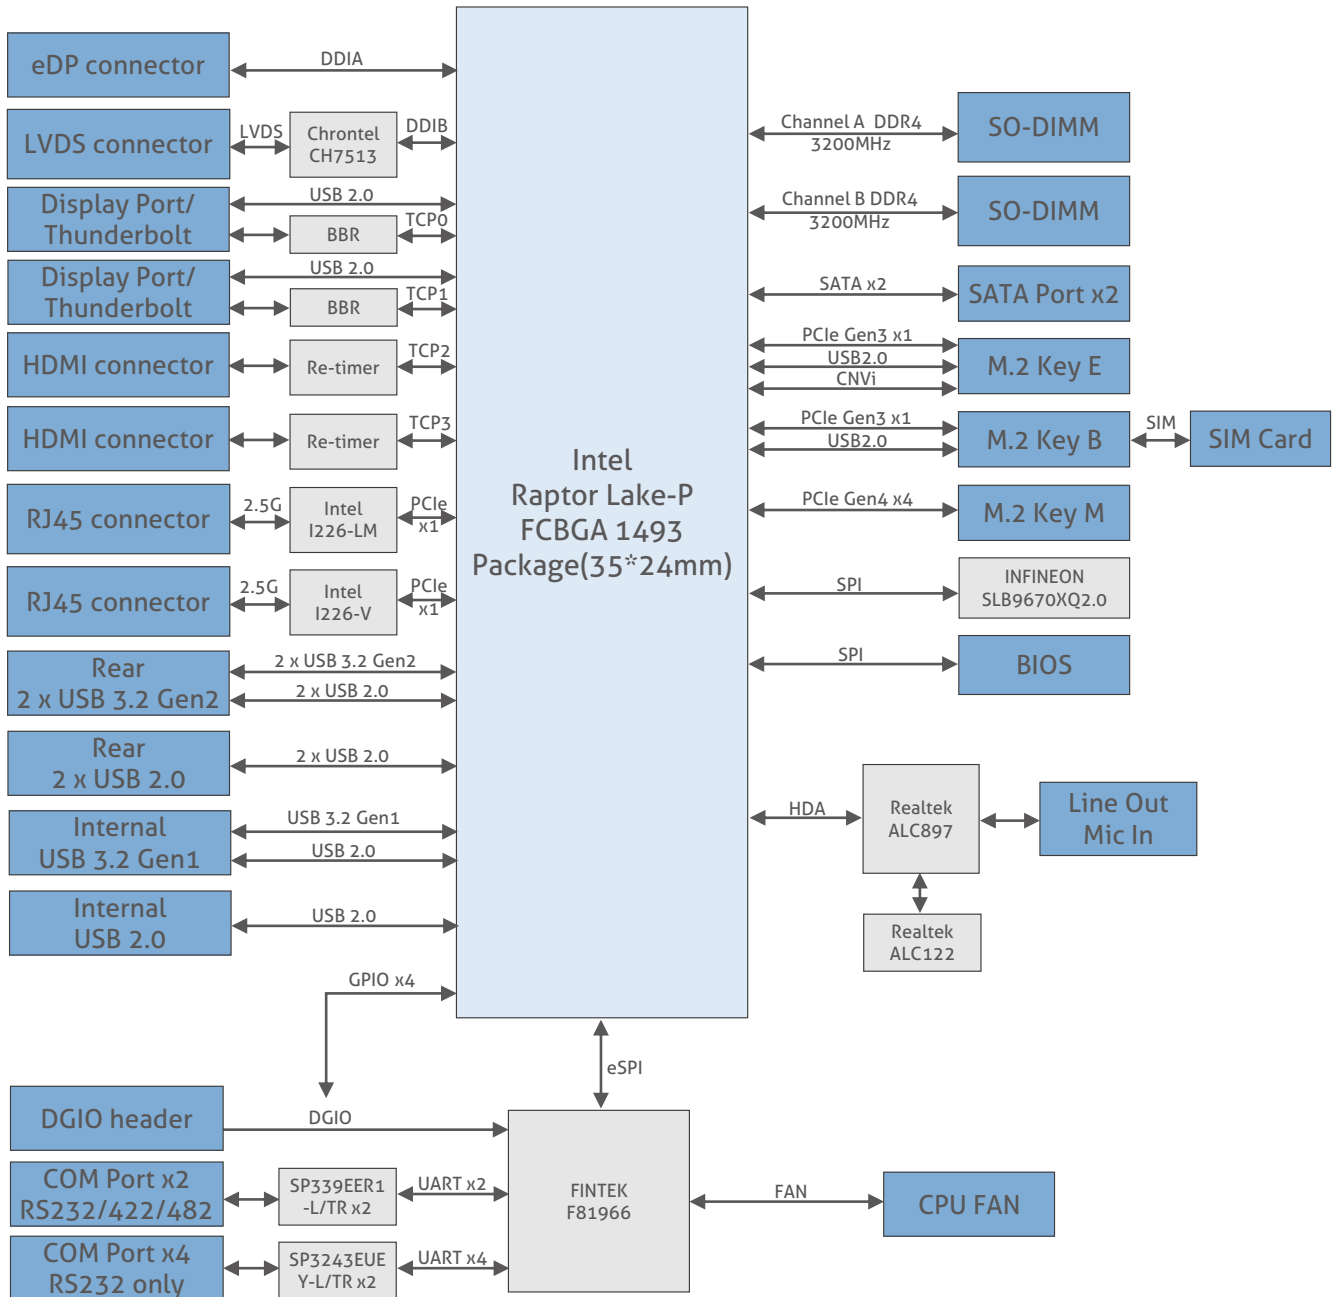 eDP connector
DDIA
LVDS connector
LVDS
Chrontel
CH7513
DDIB
Display Port/
Thunderbolt
USB 2.0
BBR
TCP0
Display Port/
Thunderbolt
USB 2.0
BBR
TCP1
HDMI connector
Re-timer
TCP2
HDMI connector
Re-timer
TCP3
RJ45 connector
2.5G
Intel
I226-LM
PCIe
x1
RJ45 connector
2.5G
Intel
I226-V
PCIe
x1
Rear
2 x USB 3.2 Gen2
2 x USB 3.2 Gen2
2 x USB 2.0
Rear
2 x USB 2.0
2 x USB 2.0
Internal
USB 3.2 Gen1
USB 3.2 Gen1
USB 2.0
Internal
USB 2.0
USB 2.0
GPIO x4
Intel
Raptor Lake-P
FCBGA 1493
Package(35*24mm)
Channel A DDR4
3200MHz
SO-DIMM
Channel B DDR4
3200MHz
SO-DIMM
SATA x2
SATA Port x2
PCIe Gen3 x1
USB2.0
CNVi
M.2 Key E
PCIe Gen3 x1
USB2.0
M.2 Key B
SIM
SIM Card
PCIe Gen4 x4
M.2 Key M
SPI
INFINEON
SLB9670XQ2.0
SPI
BIOS
HDA
Realtek
ALC897
Line Out
Mic In
Realtek
ALC122
eSPI
DGIO header
DGIO
COM Port x2
RS232/422/482
SP339EER1
-L/TR x2
UART x2
COM Port x4
RS232 only
SP3243EUE
Y-L/TR x2
UART x4
FINTEK
F81966
FAN
CPU FAN